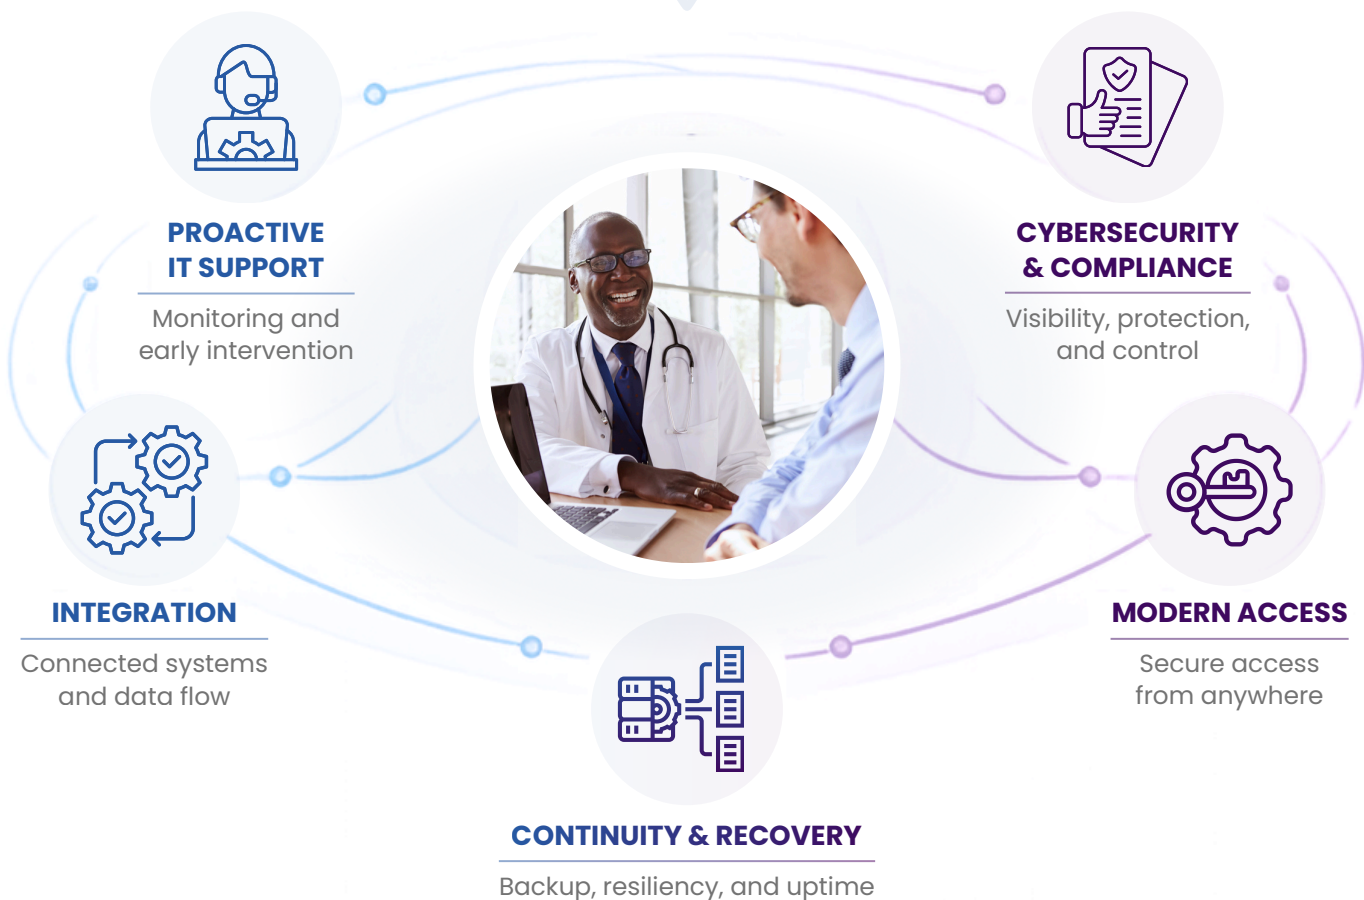 PROACTIVE
IT SUPPORT
Monitoring and
early intervention
CYBERSECURITY
& COMPLIANCE
Visibility, protection,
and control
INTEGRATION
Connected systems
and data flow
MODERN ACCESS
Secure access
from anywhere
CONTINUITY & RECOVERY
Backup, resiliency, and uptime